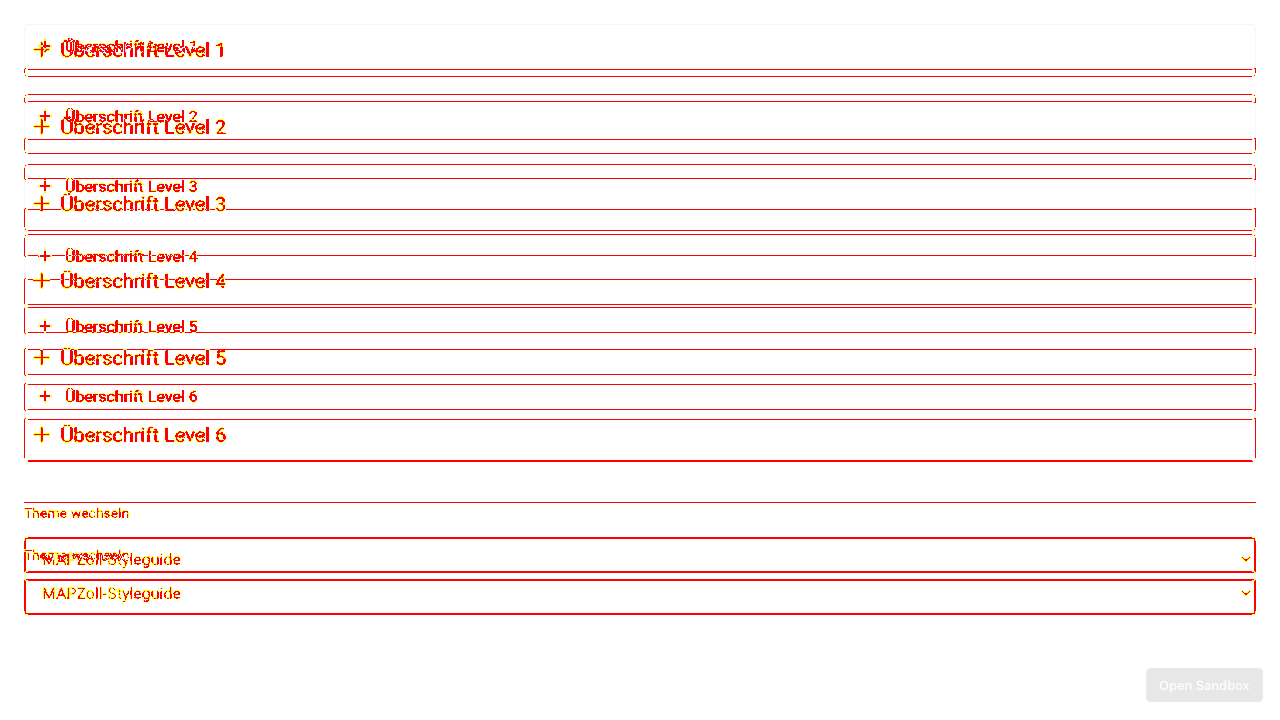 + Überschrift Level 1
+ Überschrift Level 1
+ Überschrift Level 2
+ Überschrift Level 2
+ Überschrift Level 3
+ Überschrift Level 3
+ Überschrift Level 4
+ Überschrift Level 4
+ Überschrift Level 5
+ Überschrift Level 5
+ Überschrift Level 6
+ Überschrift Level 6
Theme wechseln
Theme wechseln
MAPZoll-Styleguide
MAPZoll-Styleguide
Open Sandbox